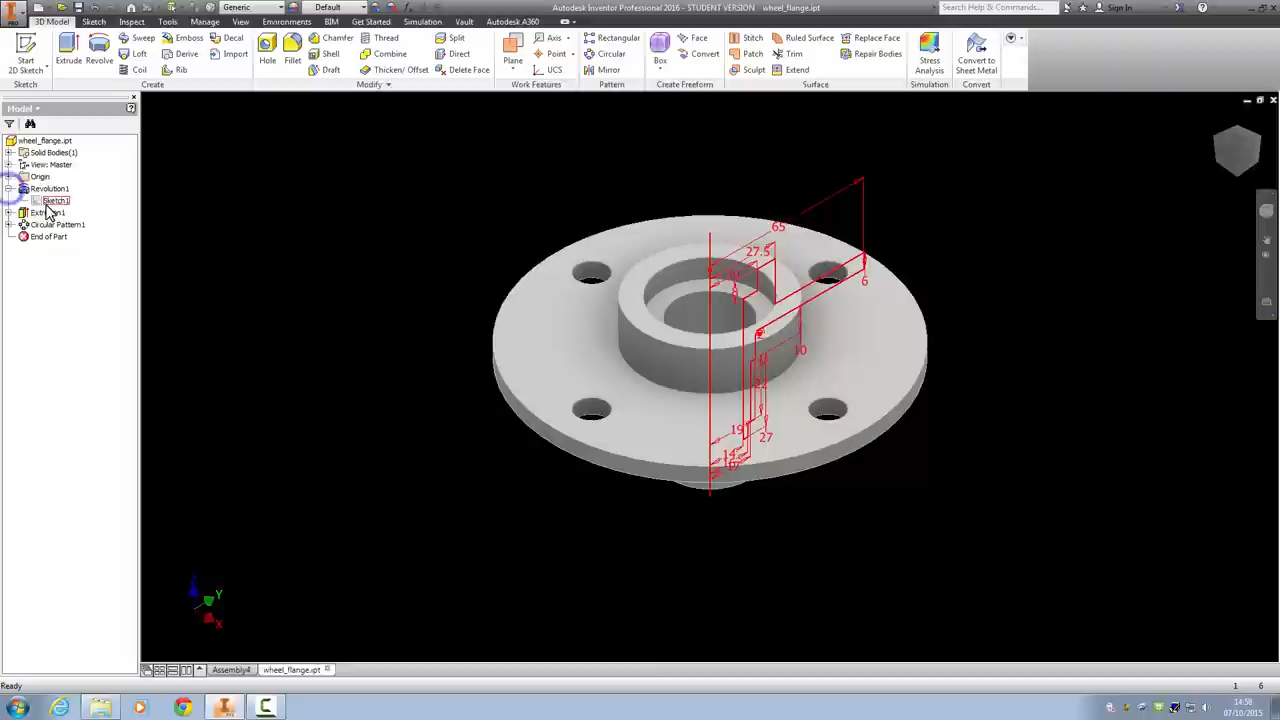 PRO
Generic
Default
Autodesk Inventor Professional 2016 - STUDENT VERSION wheel_flange.ipt
Search Help & Commands...
Sign In
3D Model Sketch Inspect Tools Manage View Environments BIM Get Started Simulation Vault Autodesk A360
Start
2D Sketch
Extrude
Revolve
Sweep
Loft
Coil
Emboss
Derive
Rib
Decal
Import
Hole
Fillet
Chamfer
Shell
Draft
Thread
Combine
Thicken/ Offset
Split
Direct
Delete Face
Plane
Axis
Point
UCS
Rectangular
Circular
Mirror
Box
Face
Convert
Stitch
Patch
Sculpt
Ruled Surface
Trim
Extend
Replace Face
Repair Bodies
Stress
Analysis
Convert to
Sheet Metal
Sketch Create Modify Work Features Pattern Create Freeform Surface Simulation Convert
Model
wheel_flange.ipt
Solid Bodies(1)
View: Master
Origin
Revolution1
Sketch1
Circular Pattern1
End of Part
65
27.5
6
10
22
19
27
14
Z
Y
X
Assembly4 wheel_flange.ipt
Ready
1 6
14:58
07/10/2015